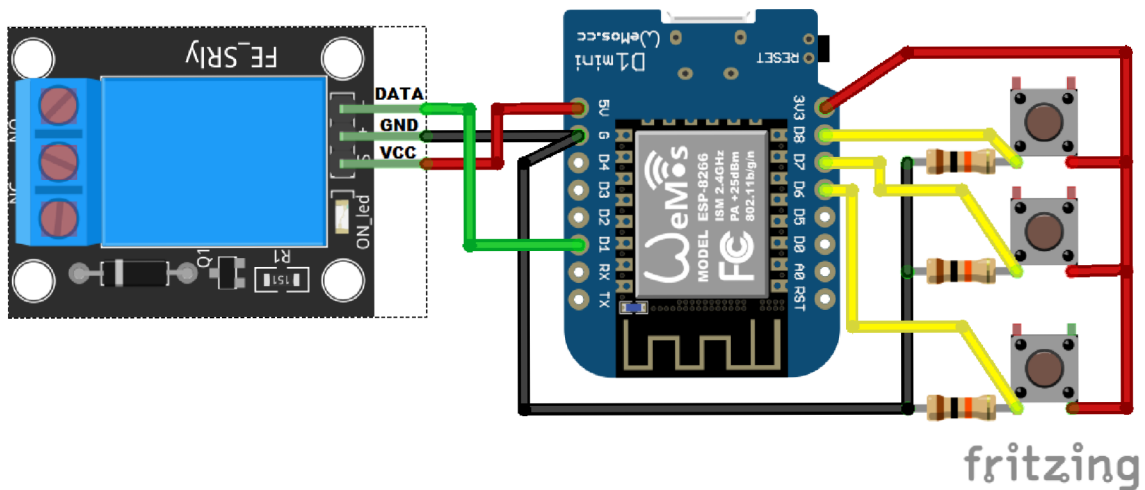 FE_SRly
DATA
GND
VCC
NO
NC
+
S
ON_led
Q1
R1
151
WeMos.cc
D1mini
RESET
5V
G
D4
D3
D2
D1
RX
TX
3V3
D8
D7
D6
D5
D0
A0
RST
WeMos
MODEL ESP-8266
ISM 2.4GHz
PA +25dBm
802.11b/g/n
FC
fritzing